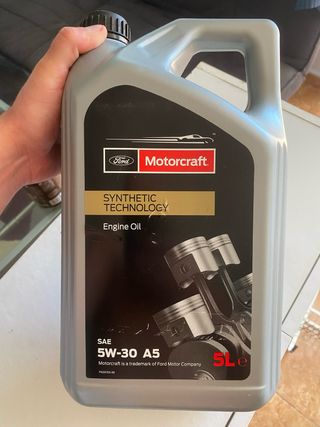 Ford Motorcraft
SYNTHETIC
TECHNOLOGY
Engine Oil
SAE
5W-30 A5
5L e
Motorcraft is a trademark of Ford Motor Company